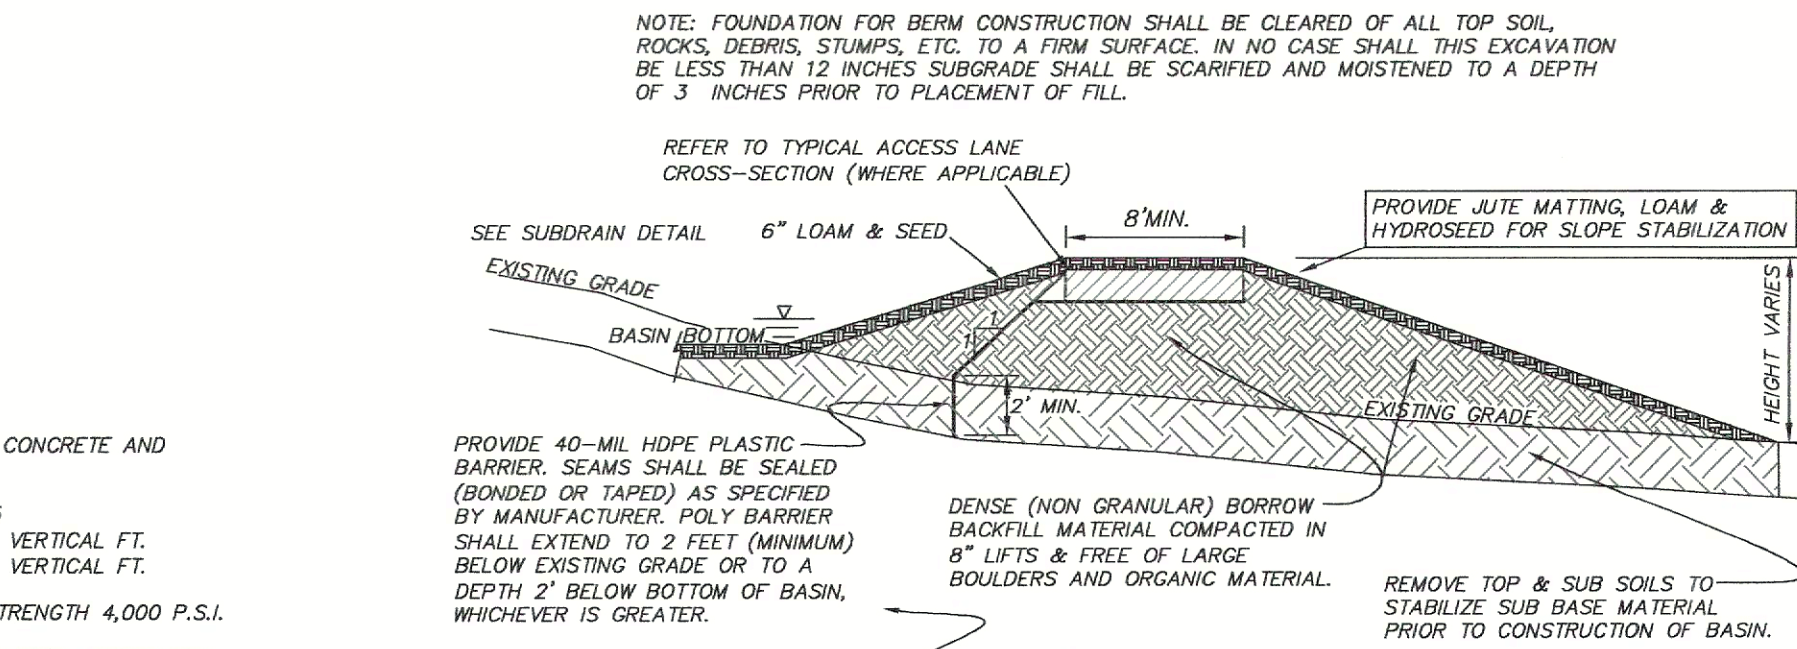 NOTE: FOUNDATION FOR BERM CONSTRUCTION SHALL BE CLEARED OF ALL TOP SOIL,
ROCKS, DEBRIS, STUMPS, ETC. TO A FIRM SURFACE. IN NO CASE SHALL THIS EXCAVATION
BE LESS THAN 12 INCHES SUBGRADE SHALL BE SCARIFIED AND MOISTENED TO A DEPTH
OF 3 INCHES PRIOR TO PLACEMENT OF FILL.
REFER TO TYPICAL ACCESS LANE
CROSS-SECTION (WHERE APPLICABLE)
SEE SUBDRAIN DETAIL
6" LOAM & SEED
8'MIN.
PROVIDE JUTE MATTING, LOAM &
HYDROSEED FOR SLOPE STABILIZATION
EXISTING GRADE
BASIN BOTTOM
1
1
2' MIN.
EXISTING GRADE
HEIGHT VARIES
CONCRETE AND
VERTICAL FT.
VERTICAL FT.
TRENGTH 4,000 P.S.I.
PROVIDE 40-MIL HDPE PLASTIC
BARRIER. SEAMS SHALL BE SEALED
(BONDED OR TAPED) AS SPECIFIED
BY MANUFACTURER. POLY BARRIER
SHALL EXTEND TO 2 FEET (MINIMUM)
BELOW EXISTING GRADE OR TO A
DEPTH 2' BELOW BOTTOM OF BASIN,
WHICHEVER IS GREATER.
DENSE (NON GRANULAR) BORROW
BACKFILL MATERIAL COMPACTED IN
8" LIFTS & FREE OF LARGE
BOULDERS AND ORGANIC MATERIAL.
REMOVE TOP & SUB SOILS TO
STABILIZE SUB BASE MATERIAL
PRIOR TO CONSTRUCTION OF BASIN.